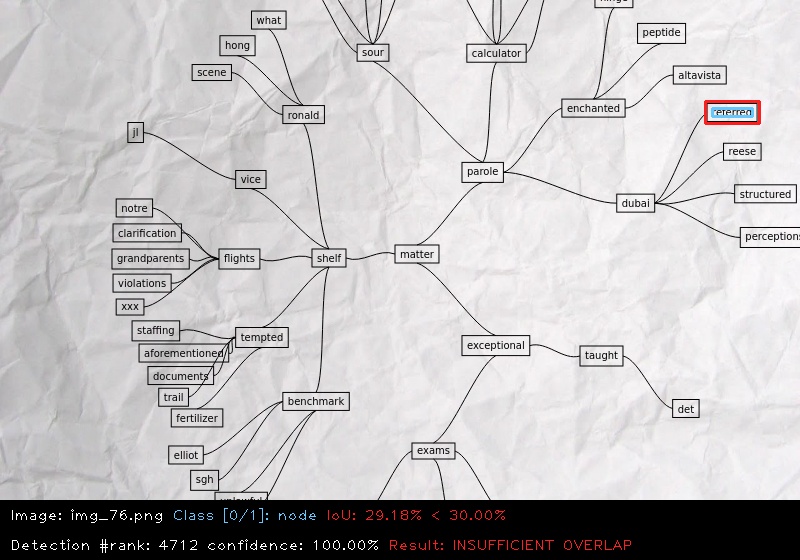 what
hong
scene
sour
calculator
peptide
altavista
enchanted
ronald
jl
reese
vice
parole
structured
dubai
notre
clarification
perceptions
grandparents
flights
shelf
matter
violations
xxx
staffing
tempted
aforementioned
exceptional
taught
documents
trail
benchmark
det
fertilizer
elliot
exams
sgh
Image: img_76.png Class [0/1]: node IoU: 29.18% < 30.00%
Detection #rank: 4712 confidence: 100.00% Result: INSUFFICIENT OVERLAP